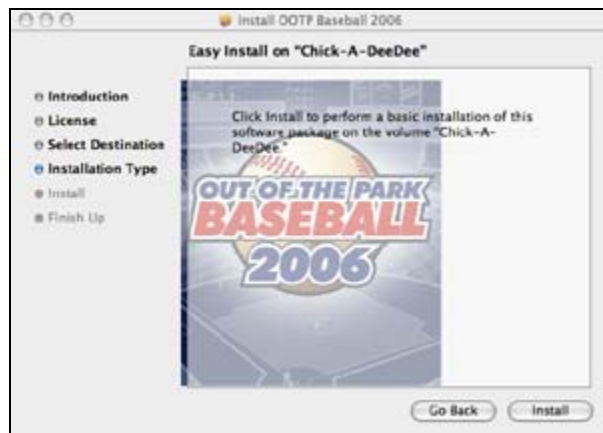 Install OOTP Baseball 2006
Easy Install on "Chick-A-DeeDee"
Introduction
License
Select Destination
Installation Type
Install
Finish Up
Click Install to perform a basic installation of this
software package on the volume "Chick-A-
DeeDee."
OUT OF THE PARK
BASEBALL
2006
Go Back
Install